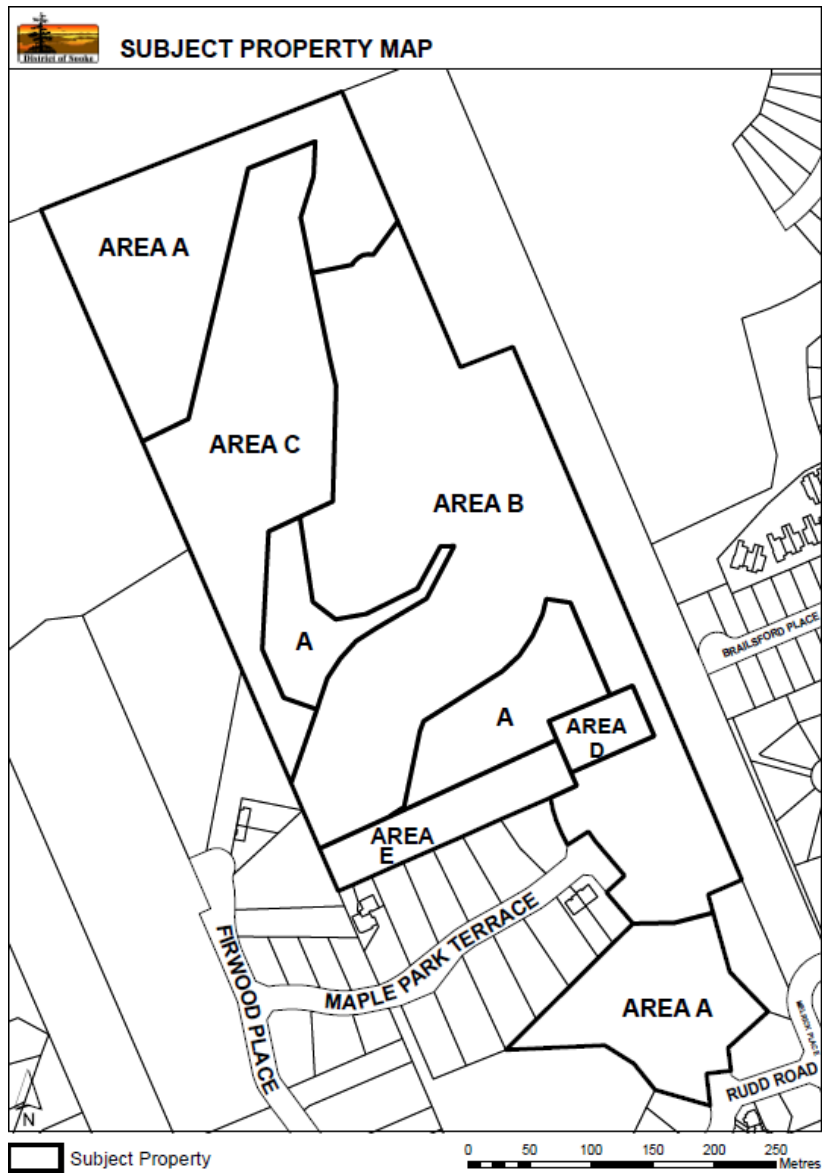 District of Sooke
SUBJECT PROPERTY MAP
AREA A
AREA C
AREA B
A
A
AREA
D
AREA
E
BRAILSFORD PLACE
MAPLE PARK TERRACE
FIRWOOD PLACE
AREA A
RUDD ROAD
N
Subject Property
0 50 100 150 200 250
Metres